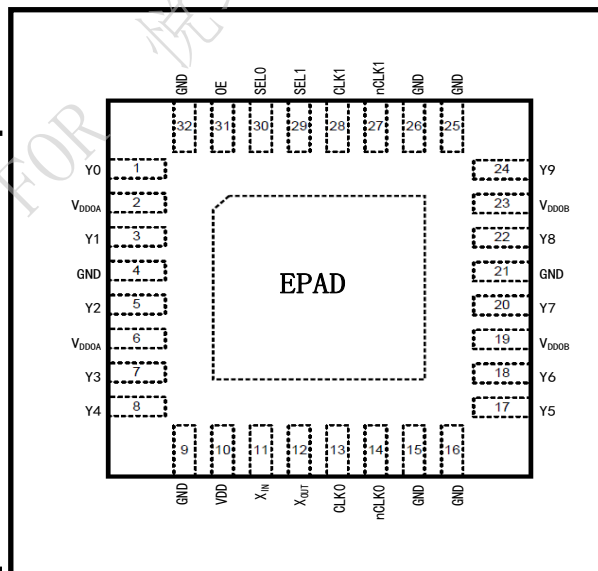 GND OE SEL0 SEL1 CLK1 nCLK1 GND GND
32 31 30 29 28 27 26 25
Y0 1 24 Y9
VDDOA 2 23 VDDOB
Y1 3 22 Y8
GND 4 21 GND
EPAD
Y2 5 20 Y7
VDDOA 6 19 VDDOB
Y3 7 18 Y6
Y4 8 17 Y5
9 10 11 12 13 14 15 16
GND VDD XIN XOUT CLK0 nCLK0 GND GND
FOR 悦